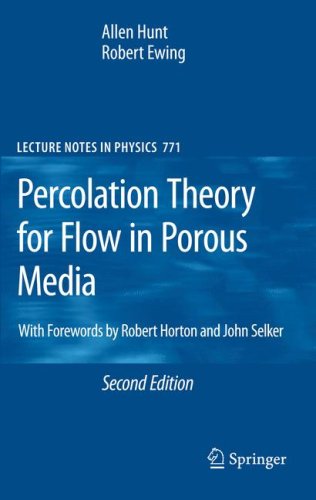 Allen Hunt
Robert Ewing
LECTURE NOTES IN PHYSICS 771
Percolation Theory
for Flow in Porous
Media
With Forewords by Robert Horton and John Selker
Second Edition
Springer